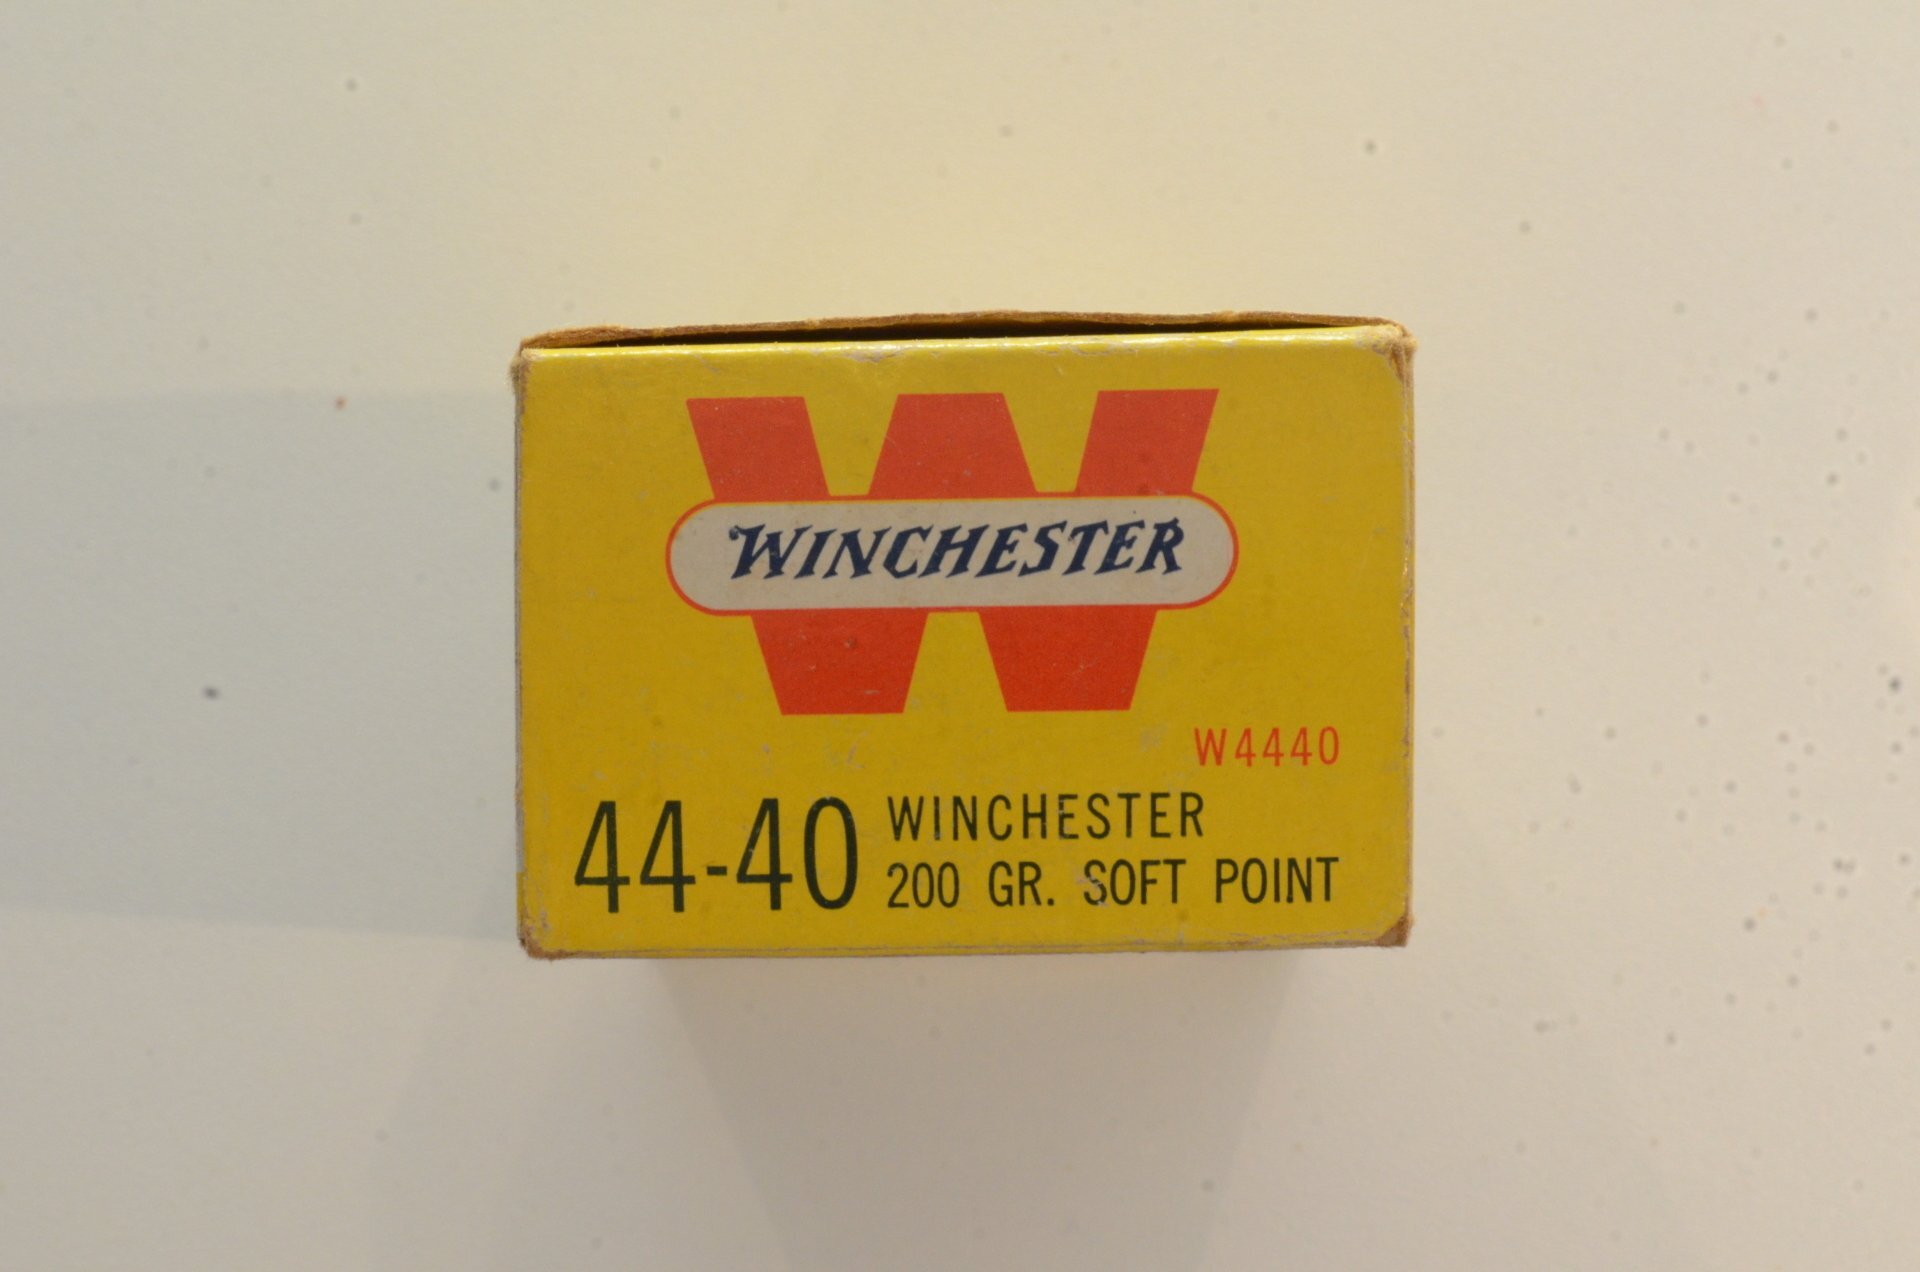 WINCHESTER
W4440
44-40 WINCHESTER
200 GR. SOFT POINT